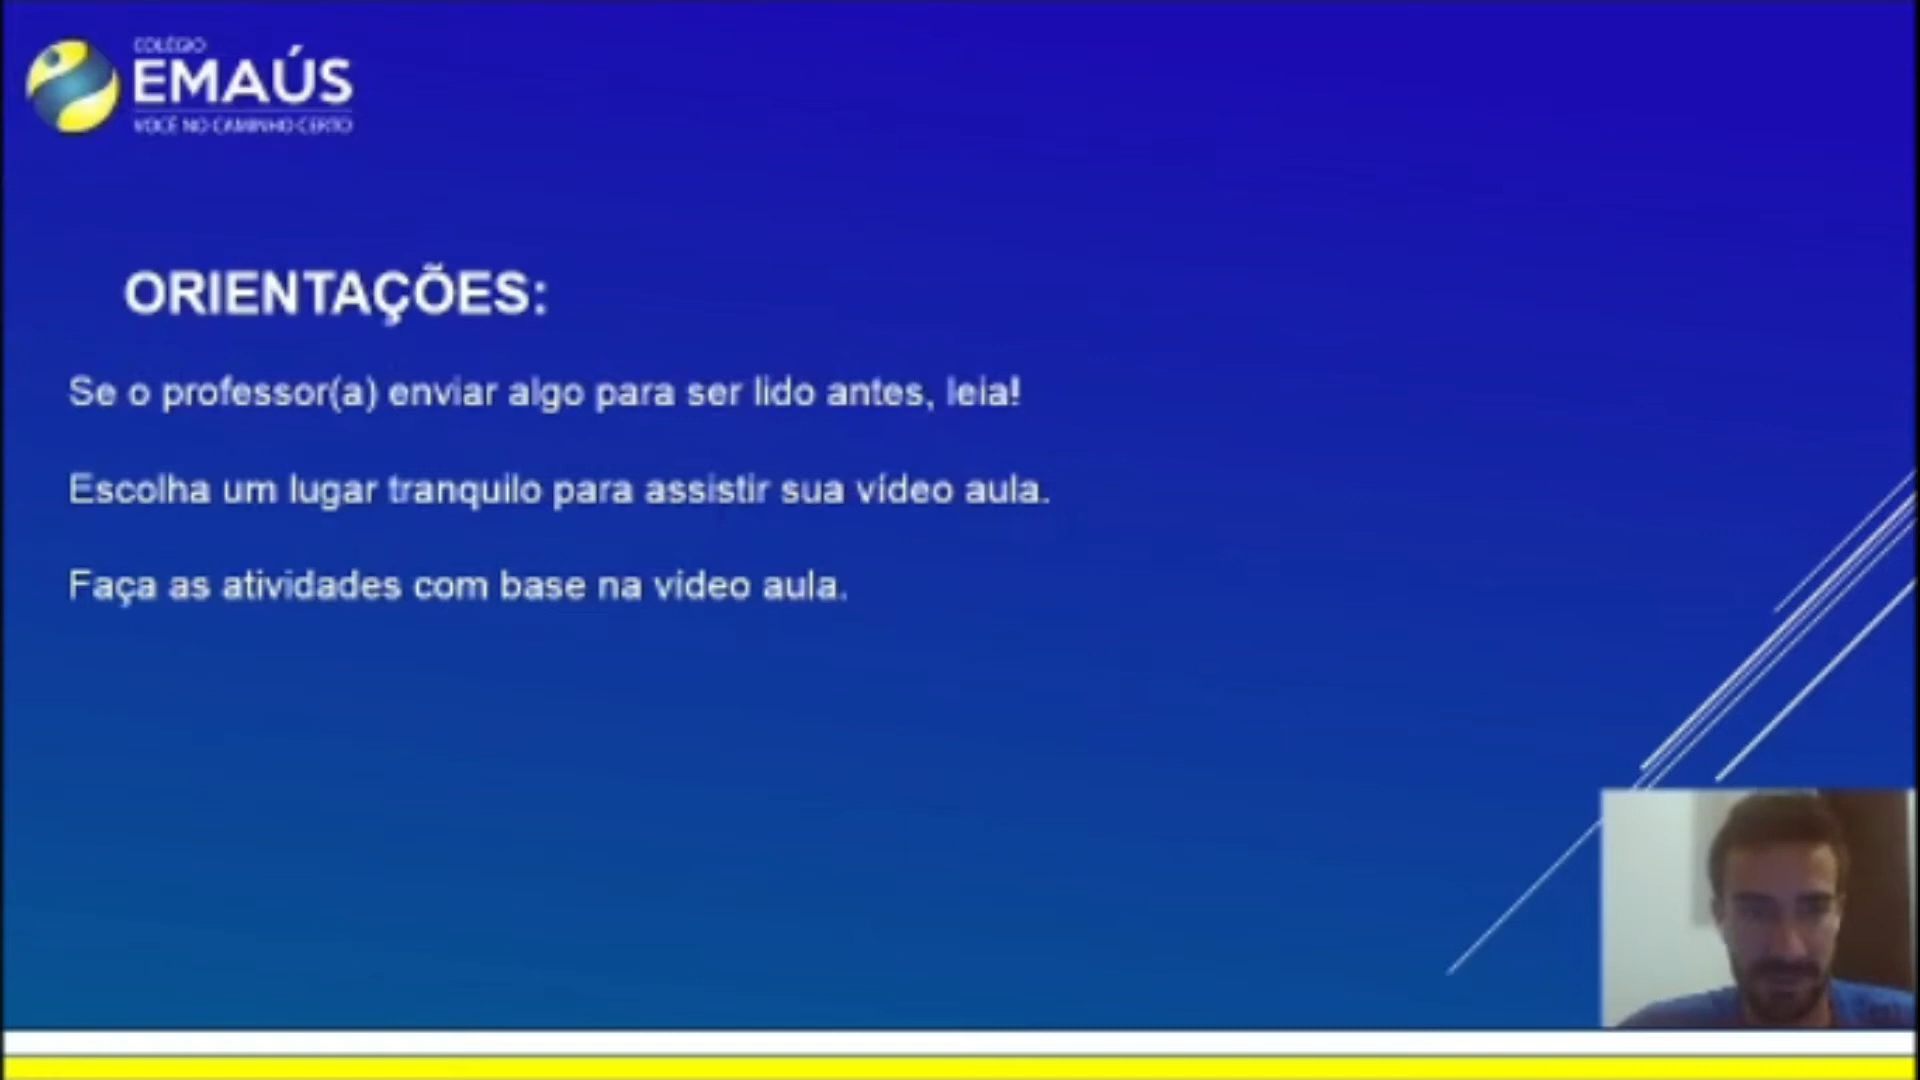 COLÉGIO
EMAÚS
VOCÊ NO CAMINHO CERTO
ORIENTAÇÕES:
Se o professor(a) enviar algo para ser lido antes, leia!
Escolha um lugar tranquilo para assistir sua vídeo aula.
Faça as atividades com base na vídeo aula.